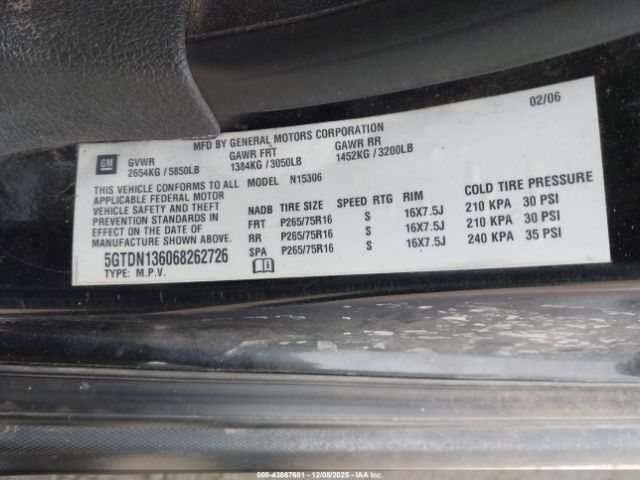 02/06
MFD BY GENERAL MOTORS CORPORATION
GM
GVWR GAWR FRT GAWR RR
2654KG / 5850LB 1384KG / 3050LB 1452KG / 3200LB
THIS VEHICLE CONFORMS TO ALL
APPLICABLE FEDERAL MOTOR
VEHICLE SAFETY AND THEFT
PREVENTION STANDARDS IN
EFFECT ON THE DATE OF
MANUFACTURE SHOWN ABOVE.
5GTDN136068262726
TYPE: M.P.V.
MODEL N15306
NADB TIRE SIZE SPEED RTG RIM COLD TIRE PRESSURE
FRT P265/75R16 S 16X7.5J 210 KPA 30 PSI
RR P265/75R16 S 16X7.5J 210 KPA 30 PSI
SPA P265/75R16 S 16X7.5J 240 KPA 35 PSI
000-43867681 - 12/08/2025 - IAA Inc.